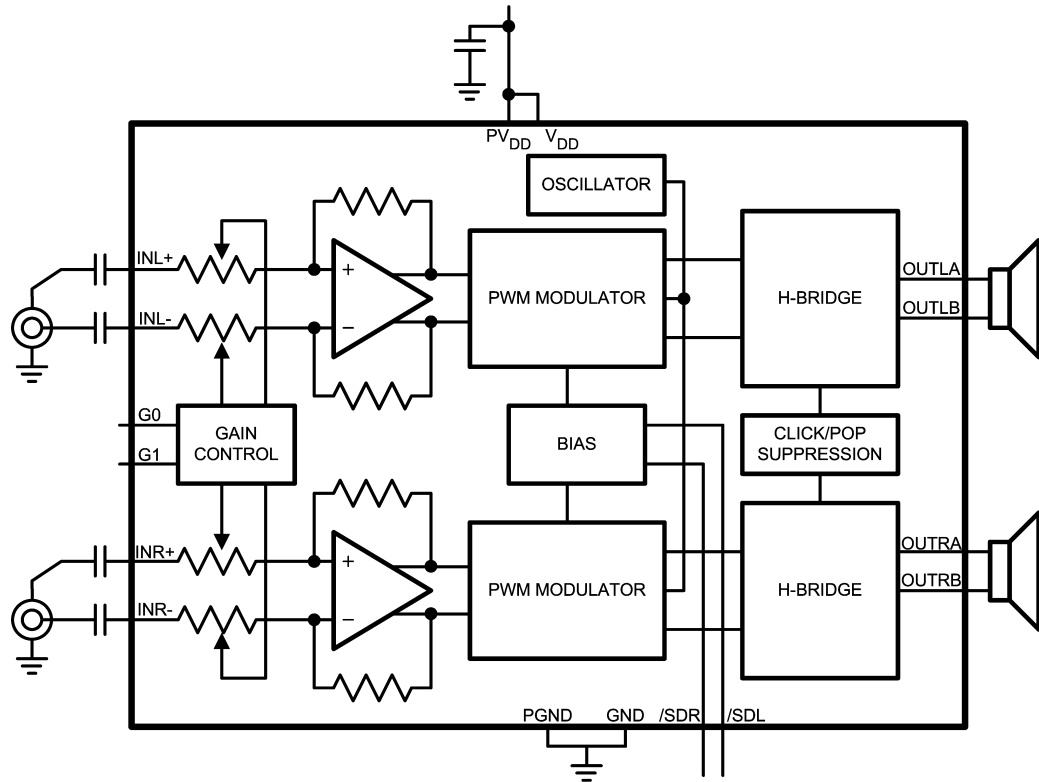 PVDD VDD
OSCILLATOR
INL+
+
PWM MODULATOR
H-BRIDGE
OUTLA
OUTLB
INL-
−
G0
G1
GAIN
CONTROL
BIAS
CLICK/POP
SUPPRESSION
INR+
+
PWM MODULATOR
H-BRIDGE
OUTRA
OUTRB
INR-
−
PGND GND /SDR /SDL